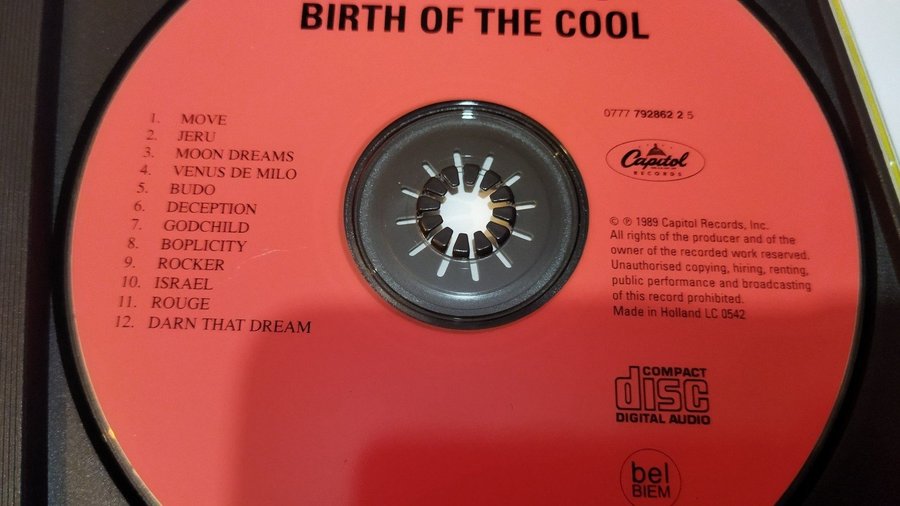 BIRTH OF THE COOL
1. MOVE
2. JERU
3. MOON DREAMS
4. VENUS DE MILO
5. BUDO
6. DECEPTION
7. GODCHILD
8. BOPLICITY
9. ROCKER
10. ISRAEL
11. ROUGE
12. DARN THAT DREAM
0777 792862 2 5
Capitol
RECORDS
© ℗ 1989 Capitol Records, Inc.
All rights of the producer and of the
owner of the recorded work reserved.
Unauthorised copying, hiring, renting,
public performance and broadcasting
of this record prohibited.
Made in Holland LC 0542
COMPACT
disc
DIGITAL AUDIO
bel
BIEM